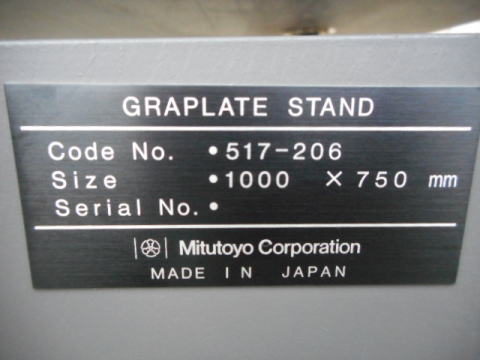 GRAPLATE STAND
Code No. •517-206
Size •1000 × 750 mm
Serial No. •
Mitutoyo Corporation
MADE IN JAPAN